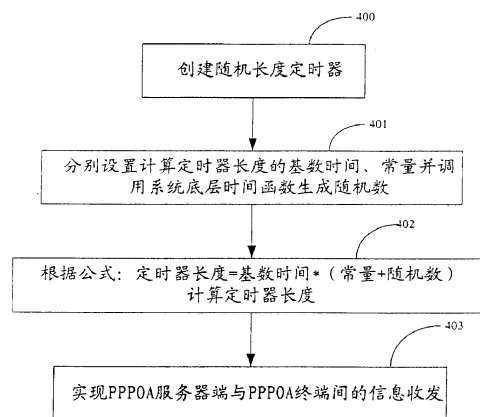 400
创建随机长度定时器
401
分别设置计算定时器长度的基数时间、常量并调
用系统底层时间函数生成随机数
402
根据公式：定时器长度=基数时间*（常量+随机数）
计算定时器长度
403
实现PPPOA服务器端与PPPOA终端间的信息收发